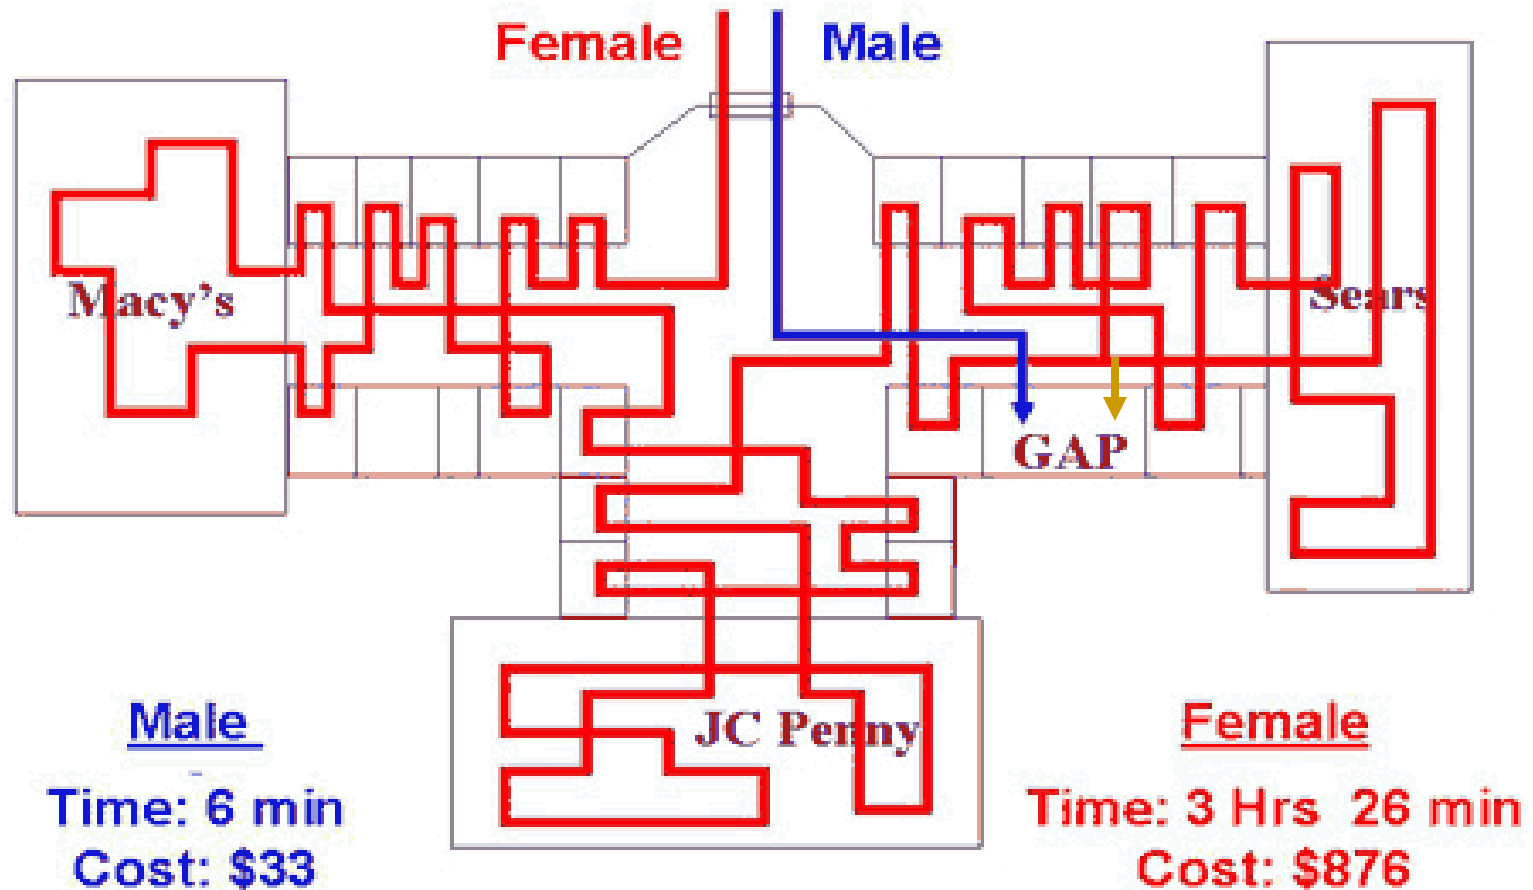 Female
Male
Macy's
Sears
GAP
JC Penny
Male
Time: 6 min
Cost: $33
Female
Time: 3 Hrs 26 min
Cost: $876